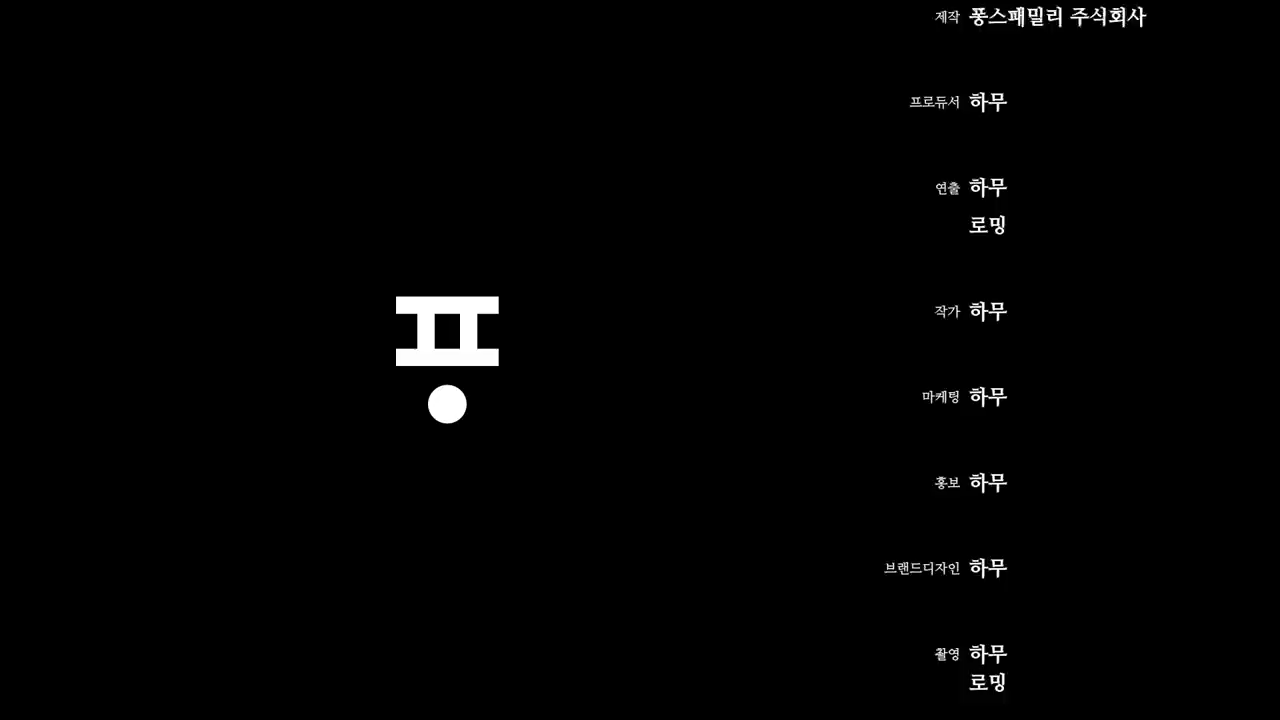 제작 퐁스패밀리 주식회사
프로듀서 하무
연출 하무
로밍
퓽
작가 하무
마케팅 하무
홍보 하무
브랜드디자인 하무
촬영 하무
로밍